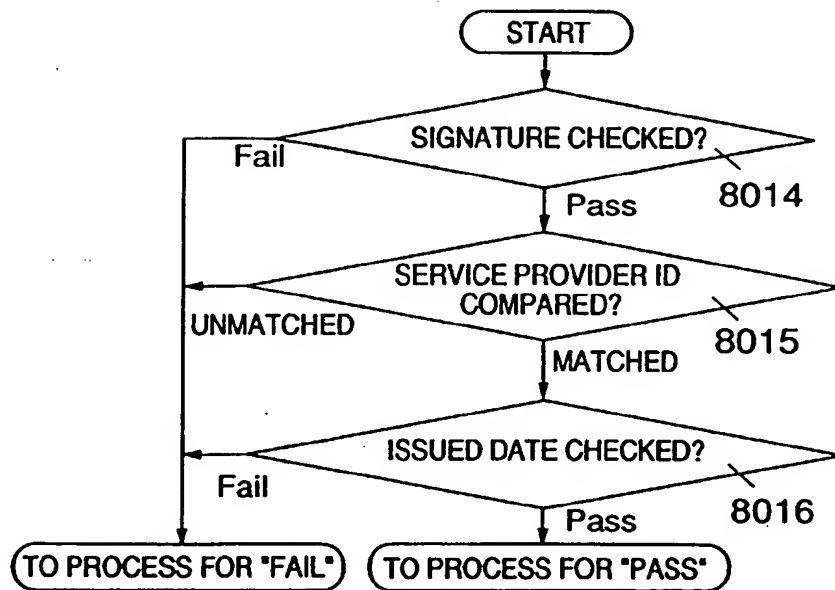 START
SIGNATURE CHECKED?
Fail
8014
Pass
SERVICE PROVIDER ID
COMPARED?
UNMATCHED
8015
MATCHED
ISSUED DATE CHECKED?
Fail
8016
Pass
TO PROCESS FOR "FAIL"
TO PROCESS FOR "PASS"